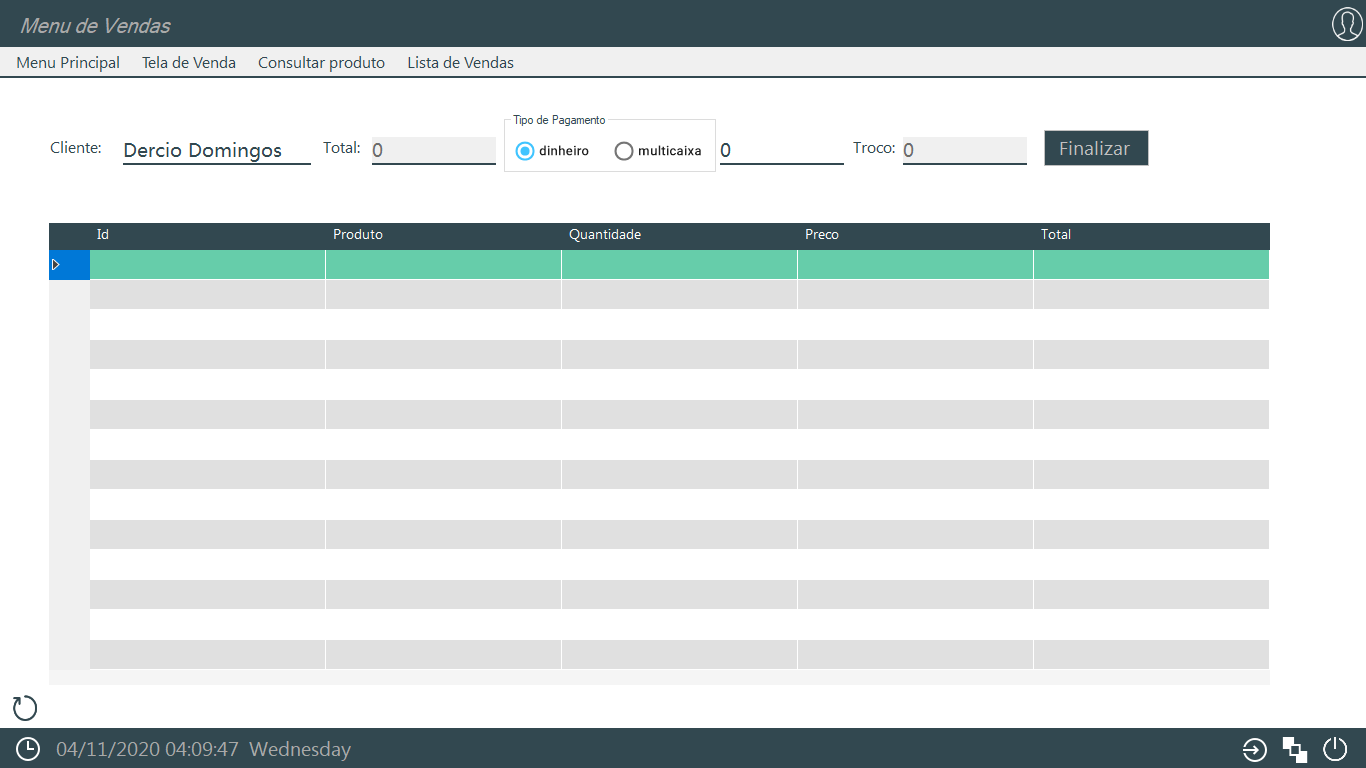 Menu de Vendas
Menu Principal Tela de Venda Consultar produto Lista de Vendas
Tipo de Pagamento
Cliente: Dercio Domingos Total: 0 dinheiro multicaixa 0 Troco: 0 Finalizar
Id Produto Quantidade Preco Total
04/11/2020 04:09:47 Wednesday